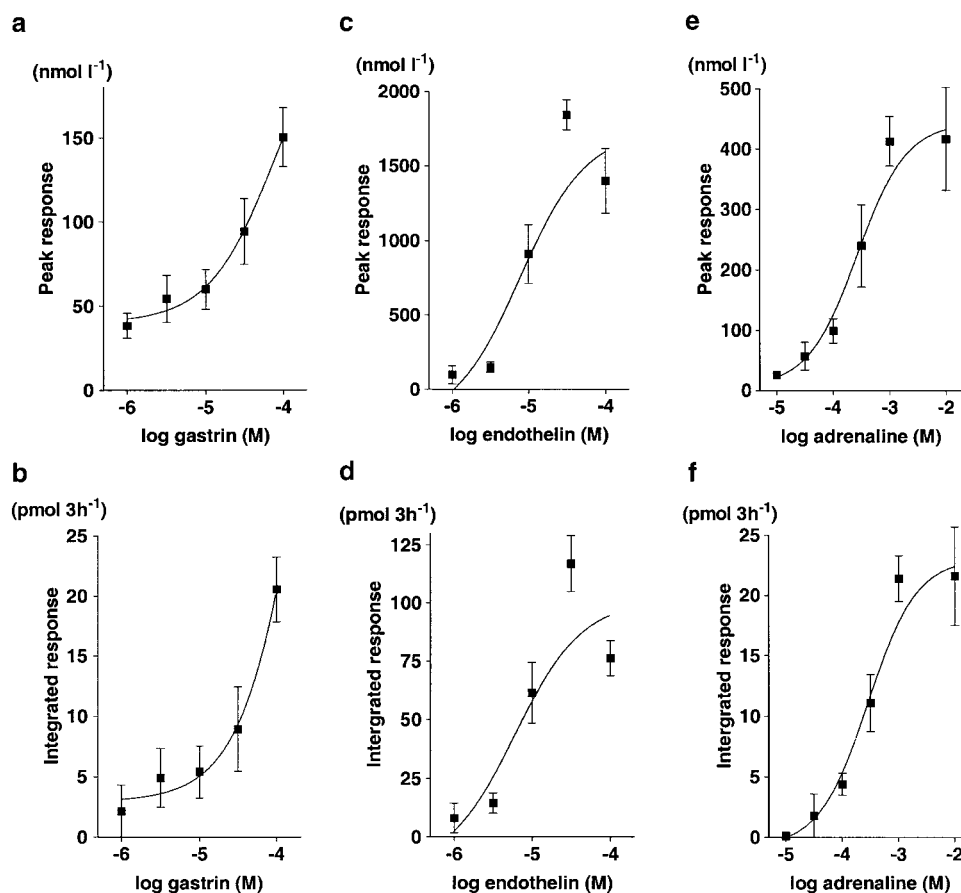 a
(nmol l⁻¹)
Peak response
150
100
50
0
-6 -5 -4
log gastrin (M)
c
(nmol l⁻¹)
Peak response
2000
1500
1000
500
0
-6 -5 -4
log endothelin (M)
e
(nmol l⁻¹)
Peak response
500
400
300
200
100
0
-5 -4 -3 -2
log adrenaline (M)
b
(pmol 3h⁻¹)
Integrated response
25
20
15
10
5
0
-6 -5 -4
log gastrin (M)
d
(pmol 3h⁻¹)
Intergrated response
125
100
75
50
25
0
-6 -5 -4
log endothelin (M)
f
(pmol 3h⁻¹)
Intergrated response
25
20
15
10
5
0
-5 -4 -3 -2
log adrenaline (M)